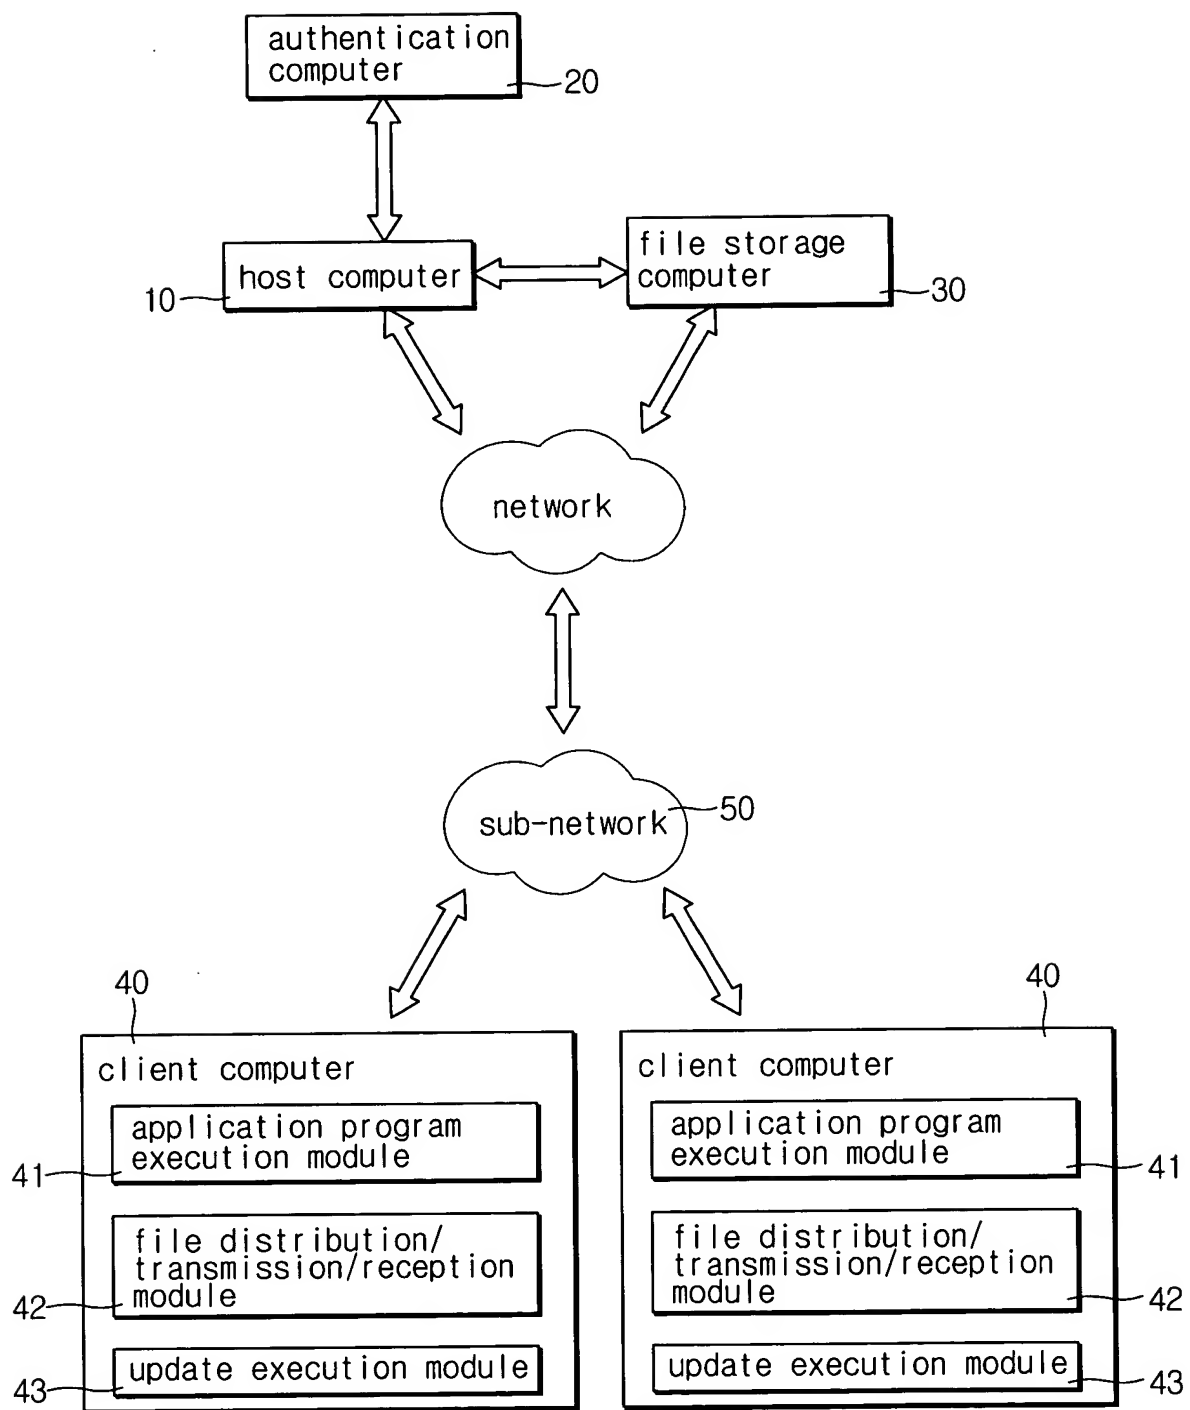 authentication
computer
20
host computer
10
file storage
computer
30
network
sub-network
50
40
client computer
application program
execution module
41
file distribution/
transmission/reception
module
42
update execution module
43
40
client computer
application program
execution module
41
file distribution/
transmission/reception
module
42
update execution module
43